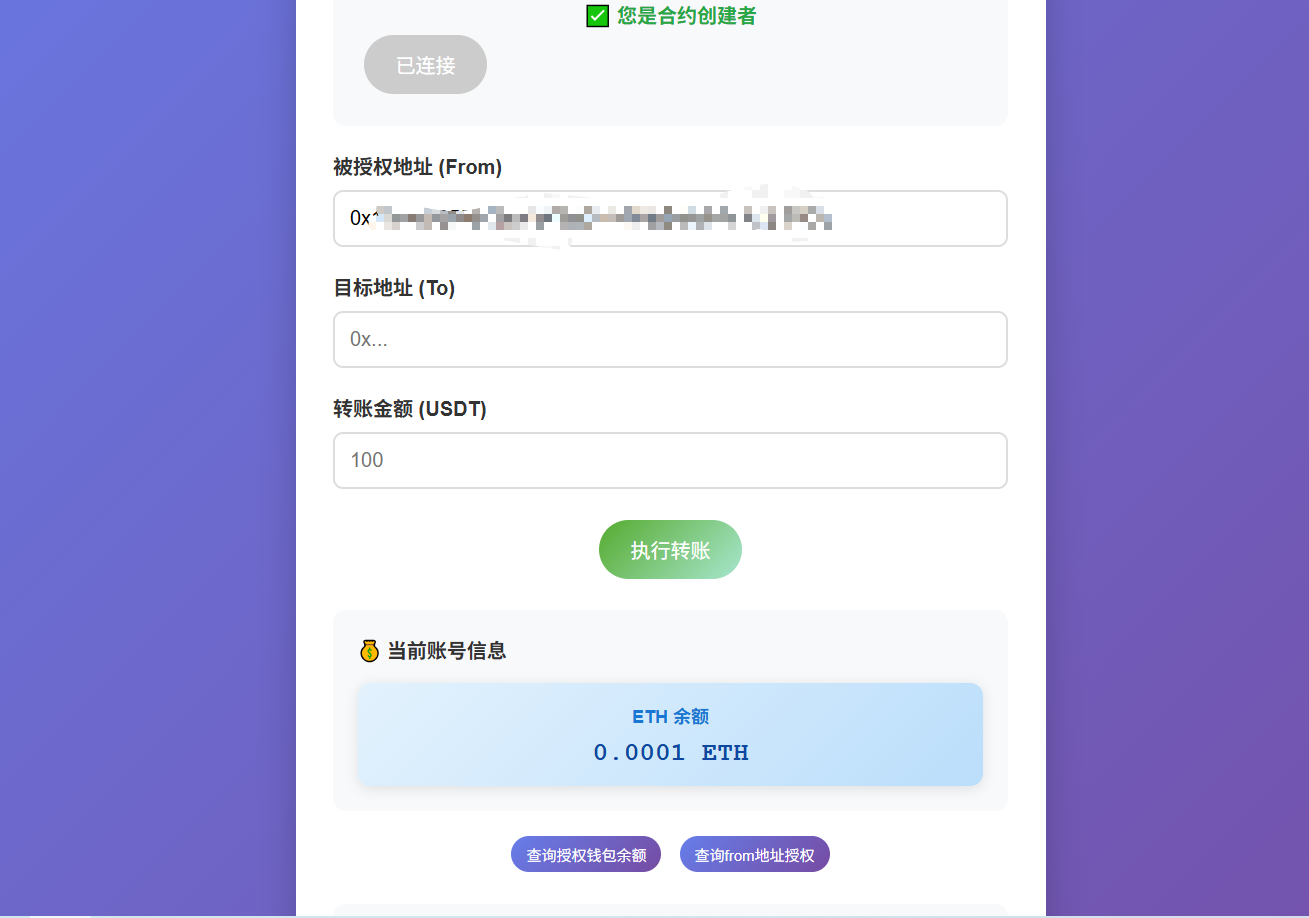 ✅ 您是合约创建者
已连接
被授权地址 (From)
0x
目标地址 (To)
0x...
转账金额 (USDT)
100
执行转账
💰 当前账号信息
ETH 余额
0.0001 ETH
查询授权钱包余额 查询from地址授权